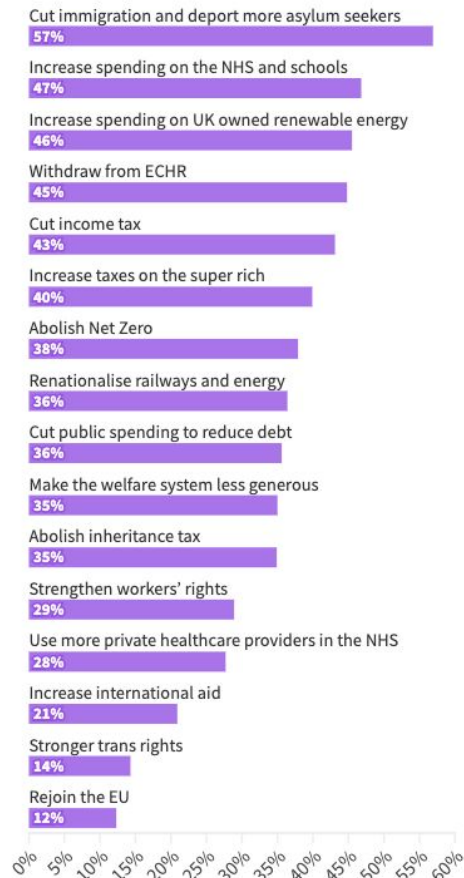 Cut immigration and deport more asylum seekers
57%
Increase spending on the NHS and schools
47%
Increase spending on UK owned renewable energy
46%
Withdraw from ECHR
45%
Cut income tax
43%
Increase taxes on the super rich
40%
Abolish Net Zero
38%
Renationalise railways and energy
36%
Cut public spending to reduce debt
36%
Make the welfare system less generous
35%
Abolish inheritance tax
35%
Strengthen workers’ rights
29%
Use more private healthcare providers in the NHS
28%
Increase international aid
21%
Stronger trans rights
14%
Rejoin the EU
12%
0% 5% 10% 15% 20% 25% 30% 35% 40% 45% 50% 55% 60%